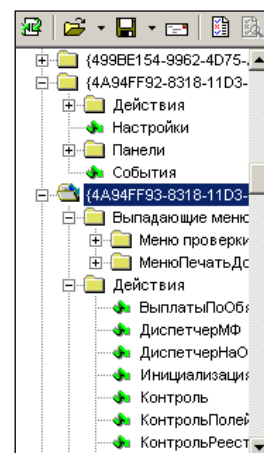 {499BE154-9962-4D75-
{4A94FF92-8318-11D3-
Действия
Настройки
Панели
События
{4A94FF93-8318-11D3-
Выпадающие меню
Меню проверки
МенюПечатьДо
Действия
ВыплатыПоОбя
ДиспетчерМФ
ДиспетчерНаО
Инициализация
Контроль
КонтрольПолей
КонтрольРеест